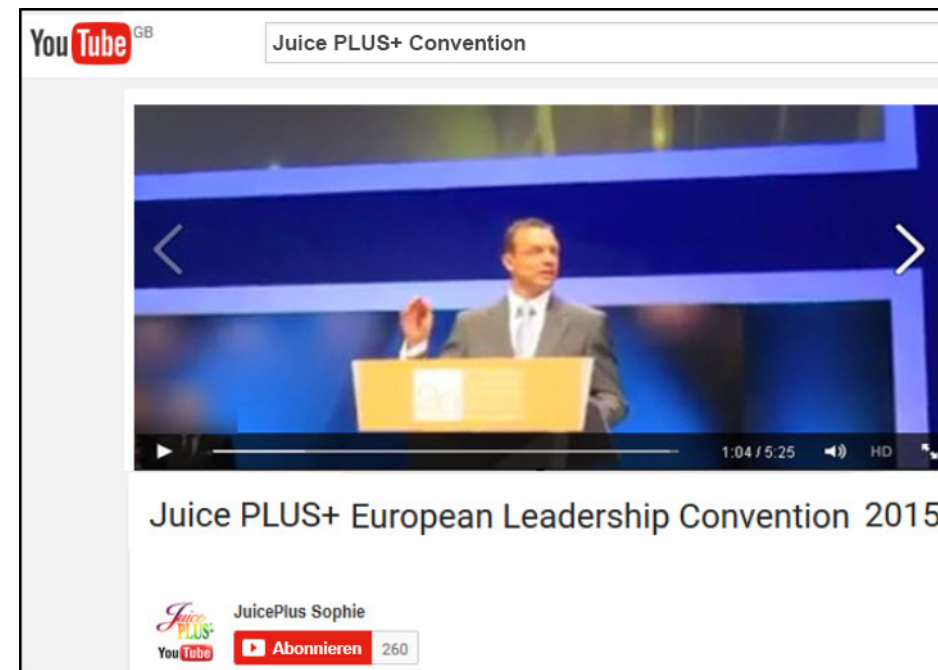 YouTube GB
Juice PLUS+ Convention
1:04 / 5:25 HD
Juice PLUS+ European Leadership Convention 2015
Juice PLUS+
JuicePlus Sophie
YouTube
Abonnieren 260